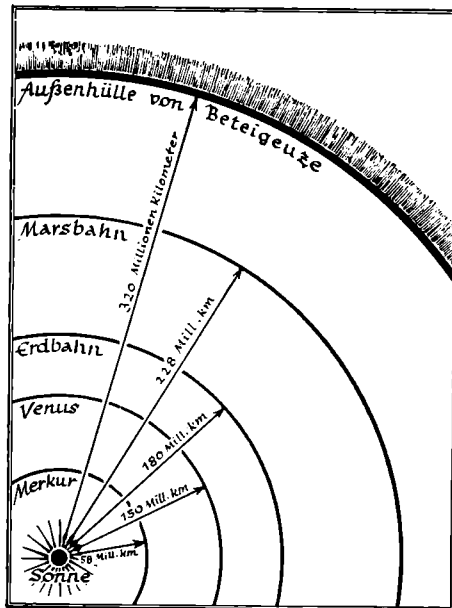 Außenhülle von Beteigeuze
320 Millionen Kilometer
Marsbahn
228 Mill. km
Erdbahn
Venus
180 Mill. km
150 Mill. km
Merkur
58 Mill. km
Sonne